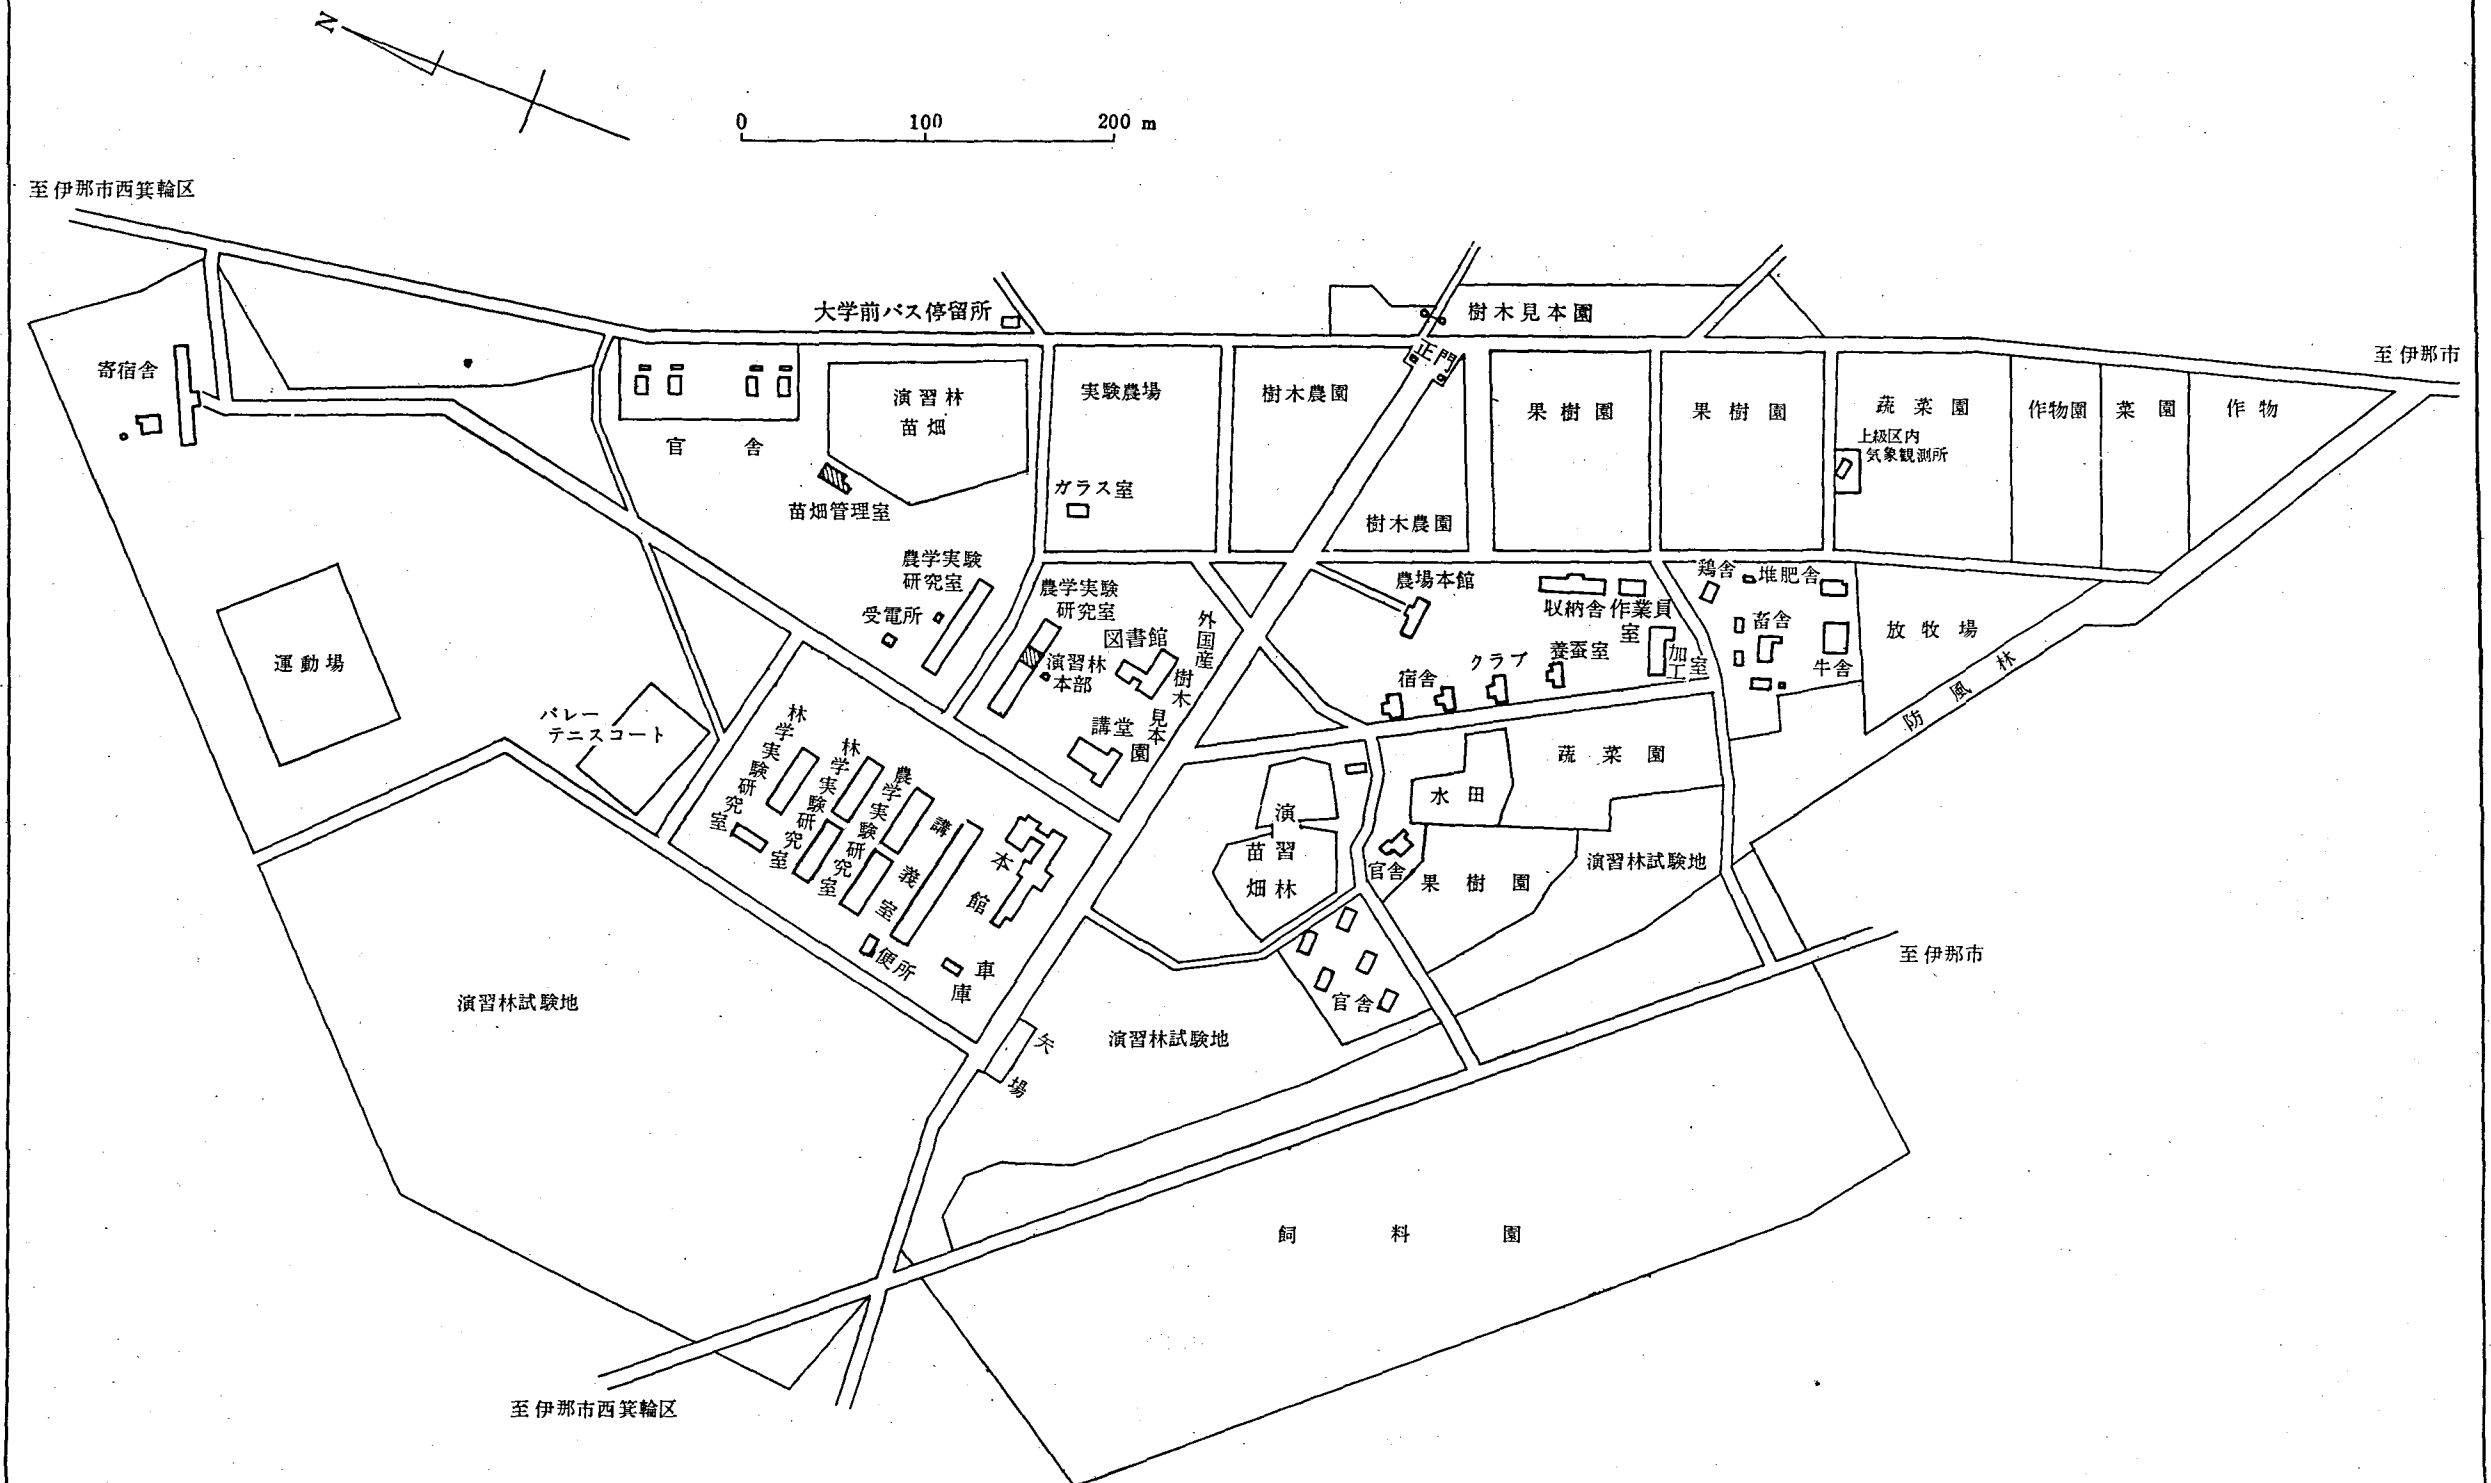 N
0 100 200 m
至伊那市西箕輪区
大学前バス停留所
樹木見本園
正門
至伊那市
寄宿舎
官舎
演習林
苗畑
実験農場
樹木農園
果樹園
果樹園
蔬菜園
上級区内
気象観測所
作物園
菜園
作物
苗畑管理室
ガラス室
樹木農園
農学実験
研究室
受電所
農学実験
研究室
演習林
本部
図書館
外国産樹木見本園
講堂
農場本館
収納舎
作業員室
鶏舎
堆肥舎
畜舎
牛舎
放牧場
防風林
宿舎
クラブ
養蚕室
加工室
運動場
バレー
テニスコート
林学実験研究室
林学実験研究室
農学実験研究室
講義室
本館
便所
車庫
演習林
苗畑
水田
蔬菜園
官舎
果樹園
演習林試験地
官舎
至伊那市
演習林試験地
矢場
演習林試験地
飼料園
至伊那市西箕輪区